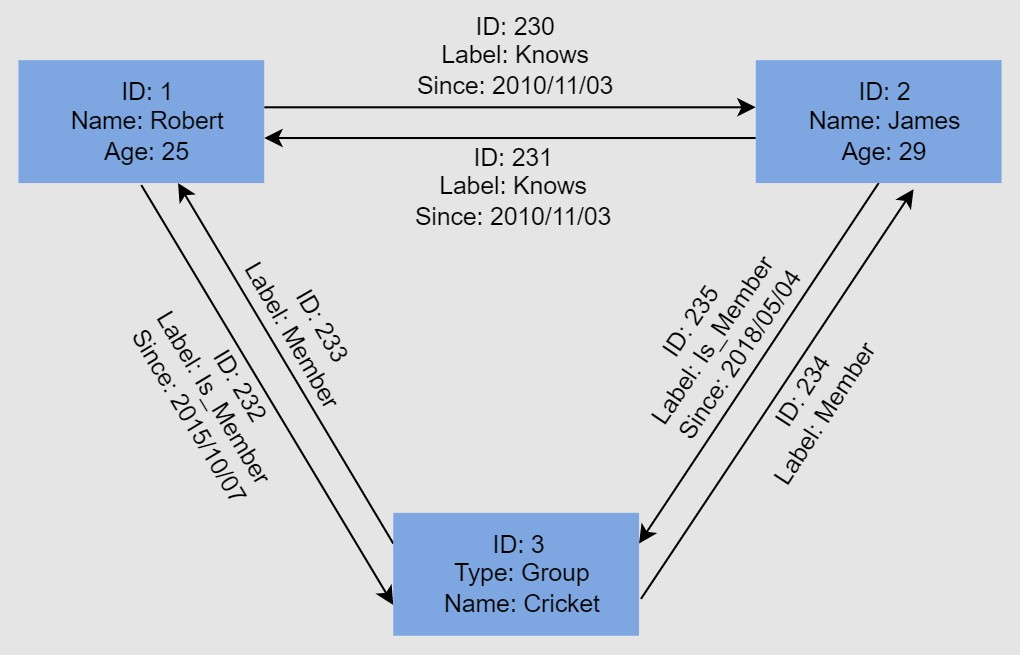 ID: 230
Label: Knows
Since: 2010/11/03
ID: 1
Name: Robert
Age: 25
ID: 2
Name: James
Age: 29
ID: 231
Label: Knows
Since: 2010/11/03
ID: 233
Label: Member
ID: 232
Label: Is_Member
Since: 2015/10/07
ID: 235
Label: Is_Member
Since: 2018/05/04
ID: 234
Label: Member
ID: 3
Type: Group
Name: Cricket